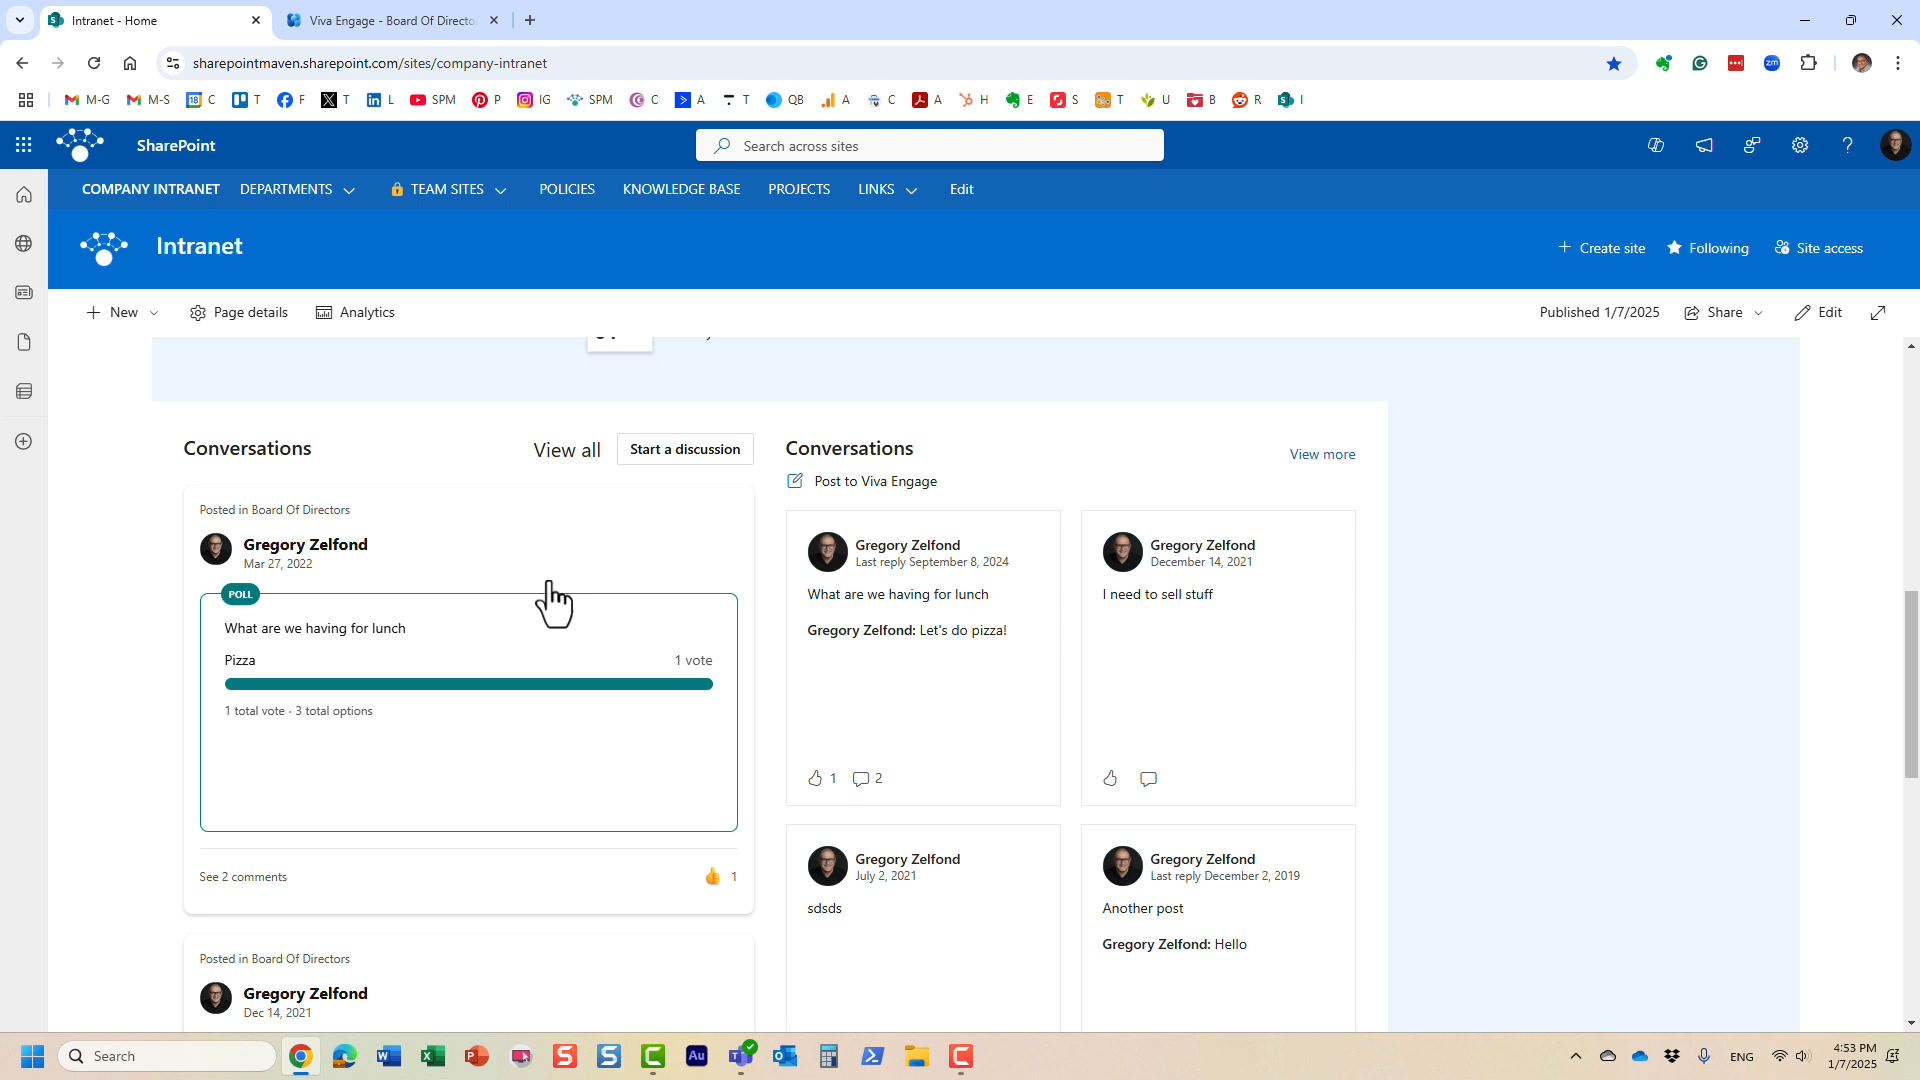 Intranet - Home
Viva Engage - Board Of Directo
sharepointmaven.sharepoint.com/sites/company-intranet
M-G M-S C T F T L SPM P IG SPM C A T QB A C A H E S T U B R I
SharePoint
Search across sites
COMPANY INTRANET DEPARTMENTS TEAM SITES POLICIES KNOWLEDGE BASE PROJECTS LINKS Edit
Intranet
Create site Following Site access
New Page details Analytics Published 1/7/2025 Share Edit
Conversations View all Start a discussion
Posted in Board Of Directors
Gregory Zelfond
Mar 27, 2022
POLL
What are we having for lunch
Pizza 1 vote
1 total vote · 3 total options
See 2 comments 1
Posted in Board Of Directors
Gregory Zelfond
Dec 14, 2021
Conversations
View more
Post to Viva Engage
Gregory Zelfond
Last reply September 8, 2024
What are we having for lunch
Gregory Zelfond: Let's do pizza!
1 2
Gregory Zelfond
December 14, 2021
I need to sell stuff
Gregory Zelfond
July 2, 2021
sdsds
Gregory Zelfond
Last reply December 2, 2019
Another post
Gregory Zelfond: Hello
Search
ENG
4:53 PM
1/7/2025